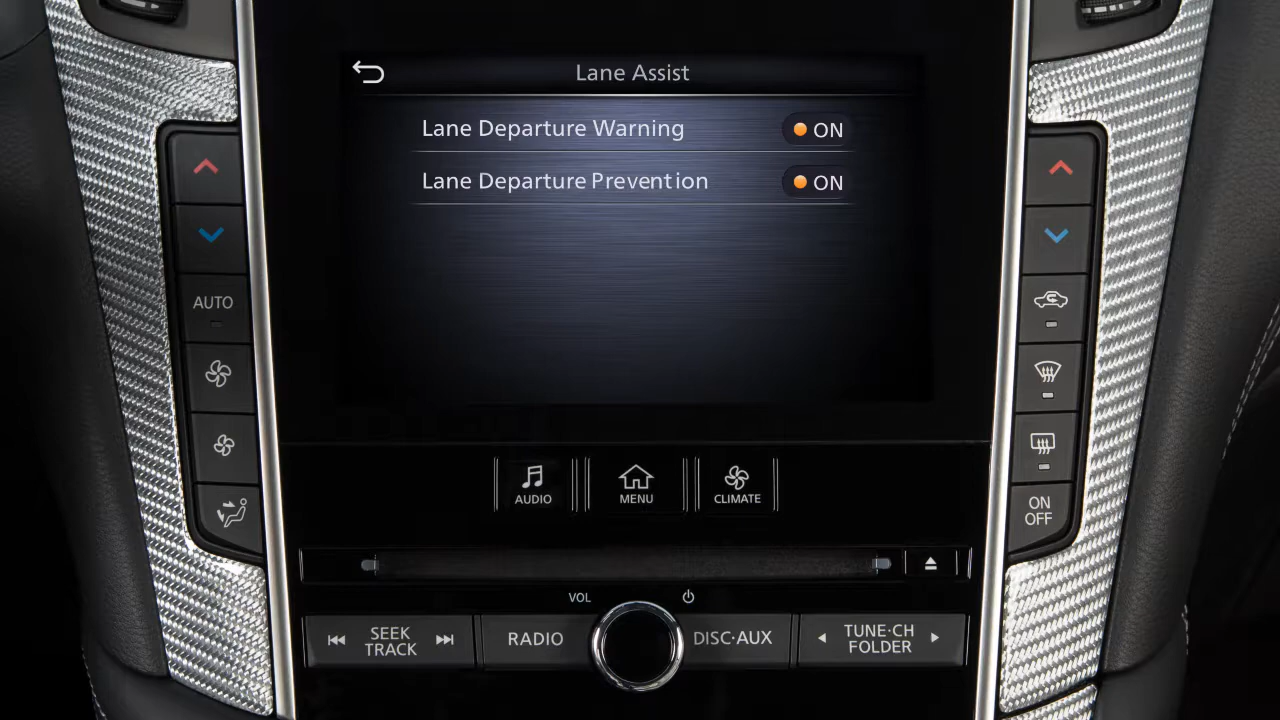 Lane Assist
Lane Departure Warning ON
Lane Departure Prevention ON
AUTO
ON
OFF
AUDIO
MENU
CLIMATE
VOL
SEEK
TRACK
RADIO
DISC·AUX
TUNE·CH
FOLDER